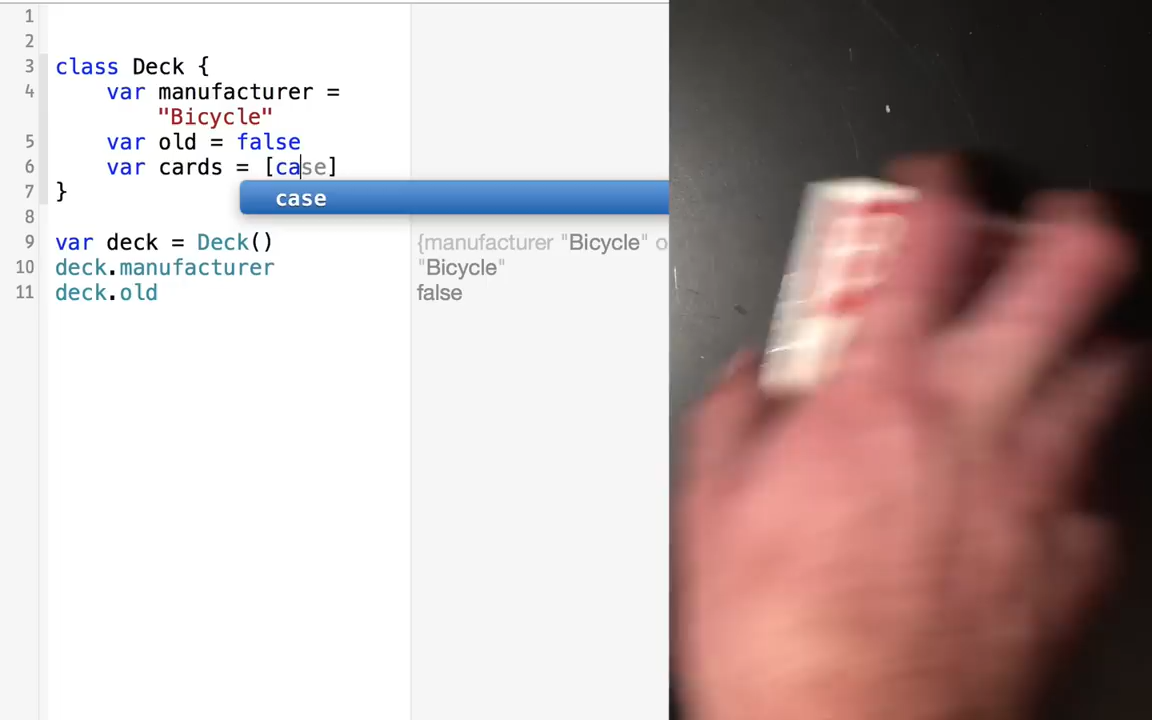 1
2
3 class Deck {
4 var manufacturer =
"Bicycle"
5 var old = false
6 var cards = [case]
7 }
case
8
9 var deck = Deck() {manufacturer "Bicycle" o
10 deck.manufacturer "Bicycle"
11 deck.old false